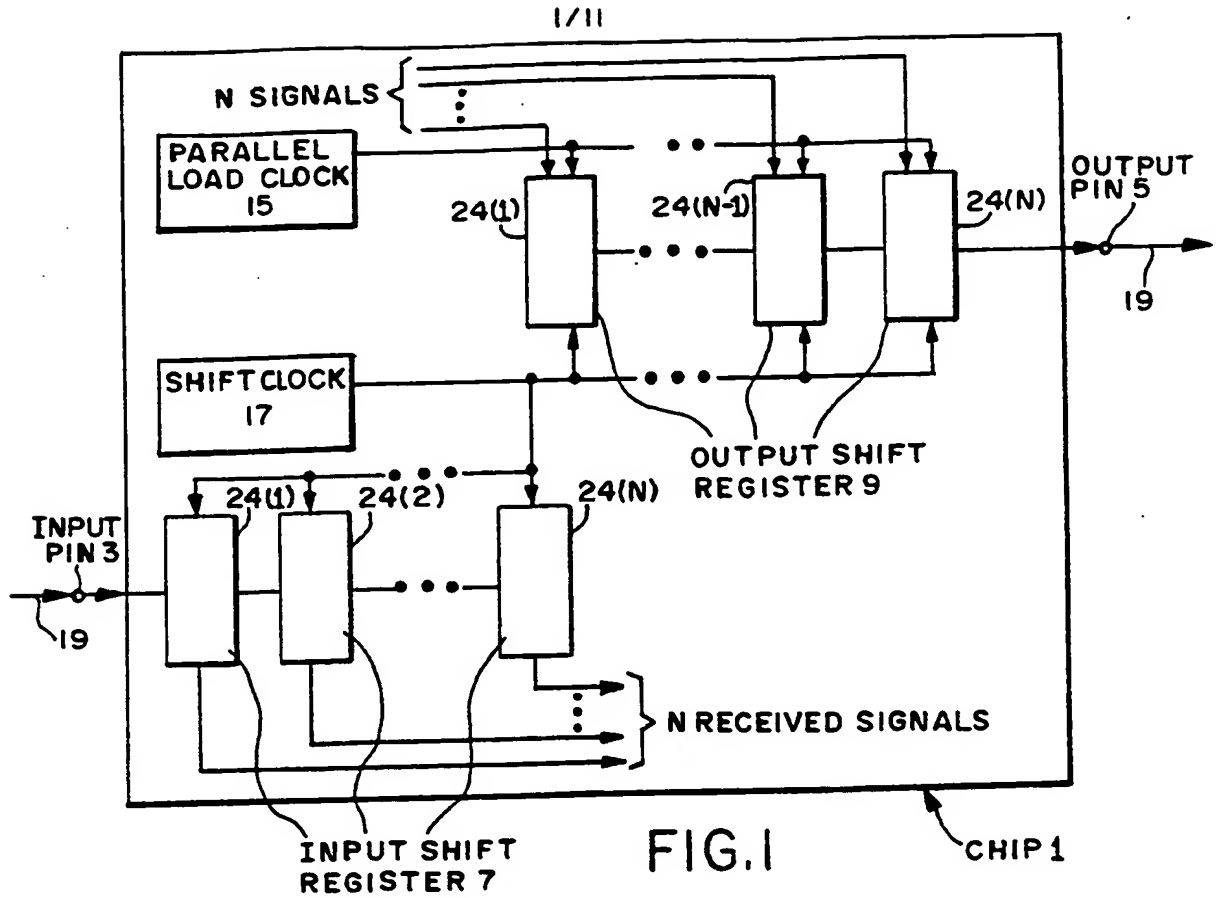 1/11
N SIGNALS
PARALLEL
LOAD CLOCK
15
24(1)
24(N-1)
24(N)
OUTPUT
PIN 5
19
SHIFT CLOCK
17
OUTPUT SHIFT
REGISTER 9
24(1)
24(2)
24(N)
INPUT
PIN 3
19
N RECEIVED SIGNALS
INPUT SHIFT
REGISTER 7
FIG.1
CHIP 1